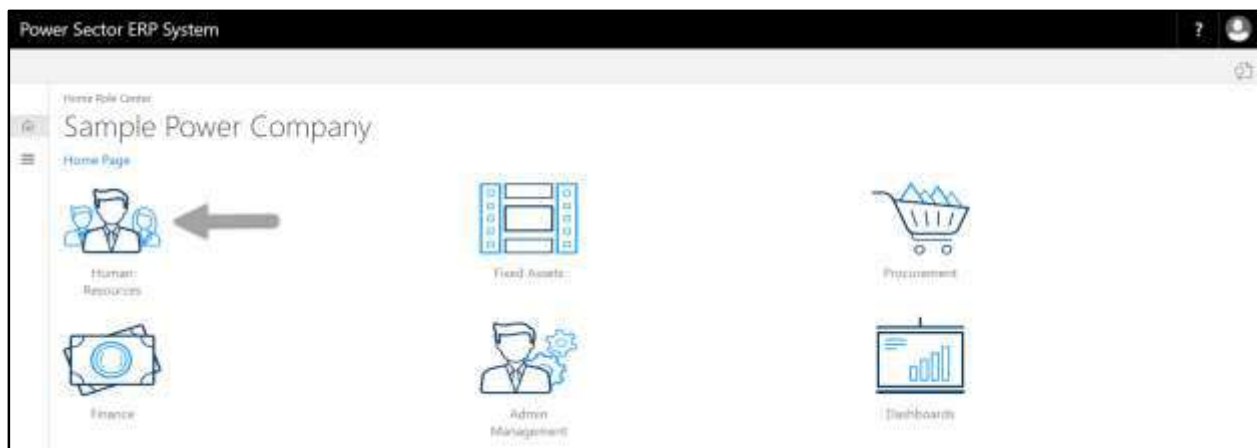 Power Sector ERP System
?
Home Role Center
Sample Power Company
Home Page
Human
Resources
Fixed Assets
Procurement
Finance
Admin
Management
Dashboards